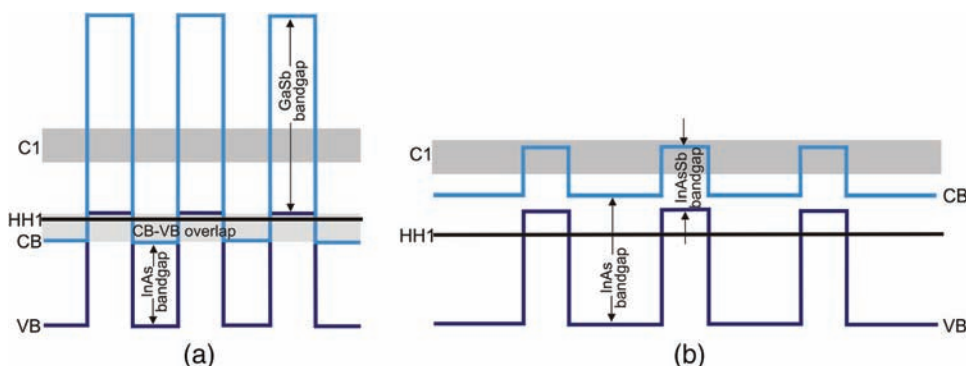 GaSb
bandgap
C1
HH1
CB-VB overlap
CB
InAs
bandgap
VB
(a)
C1
InAsSb
bandgap
CB
HH1
InAs
bandgap
VB
(b)